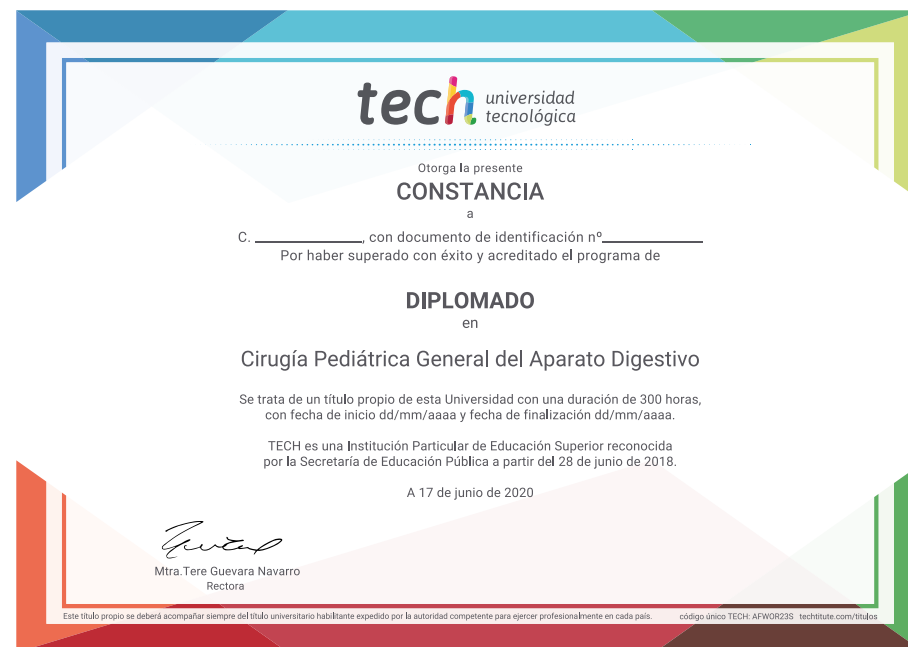 tech universidad
tecnológica
Otorga la presente
CONSTANCIA
a
C. ____________, con documento de identificación nº____________
Por haber superado con éxito y acreditado el programa de
DIPLOMADO
en
Cirugía Pediátrica General del Aparato Digestivo
Se trata de un título propio de esta Universidad con una duración de 300 horas,
con fecha de inicio dd/mm/aaaa y fecha de finalización dd/mm/aaaa.
TECH es una Institución Particular de Educación Superior reconocida
por la Secretaría de Educación Pública a partir del 28 de junio de 2018.
A 17 de junio de 2020
Mtra.Tere Guevara Navarro
Rectora
Este título propio se deberá acompañar siempre del título universitario habilitante expedido por la autoridad competente para ejercer profesionalmente en cada país. código único TECH: AFWOR23S techtitute.com/titulos